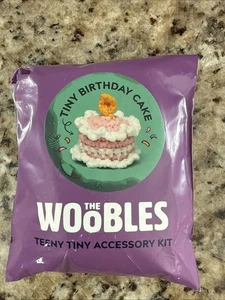 TINY BIRTHDAY CAKE
THE
WOOBLES
TEENY TINY ACCESSORY KIT